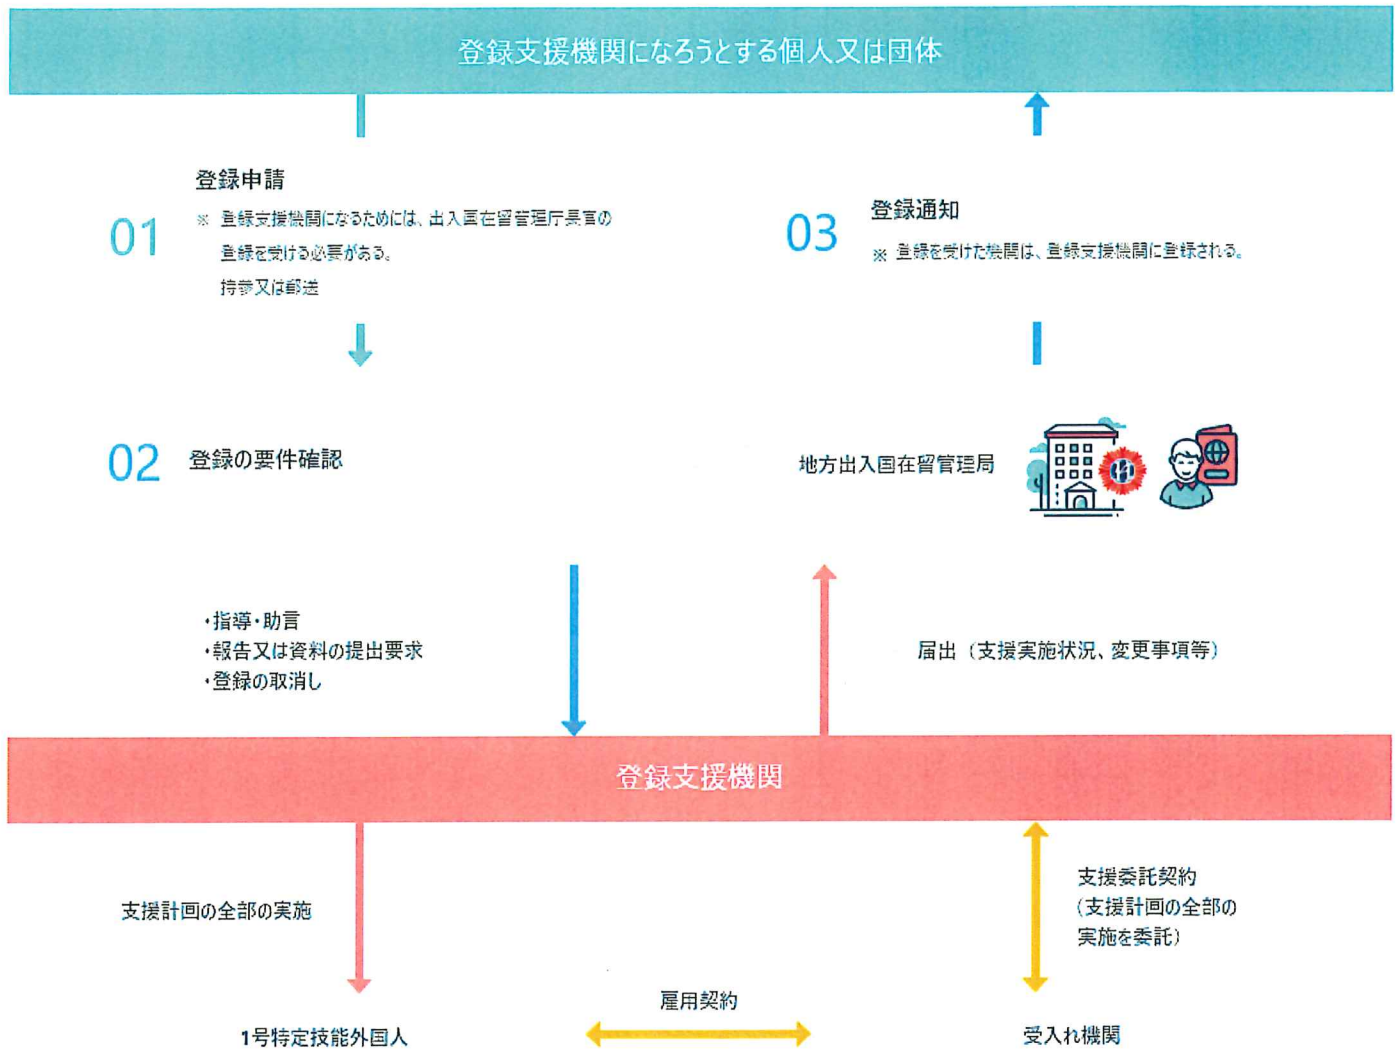 登録支援機関になろうとする個人又は団体
01
登録申請
※ 登録支援機関になるためには、出入国在留管理庁長官の
登録を受ける必要がある。
持参又は郵送
03
登録通知
※ 登録を受けた機関は、登録支援機関に登録される。
02
登録の要件確認
地方出入国在留管理局
・指導・助言
・報告又は資料の提出要求
・登録の取消し
届出（支援実施状況、変更事項等）
登録支援機関
支援計画の全部の実施
支援委託契約
（支援計画の全部の
実施を委託）
雇用契約
1号特定技能外国人
受入れ機関